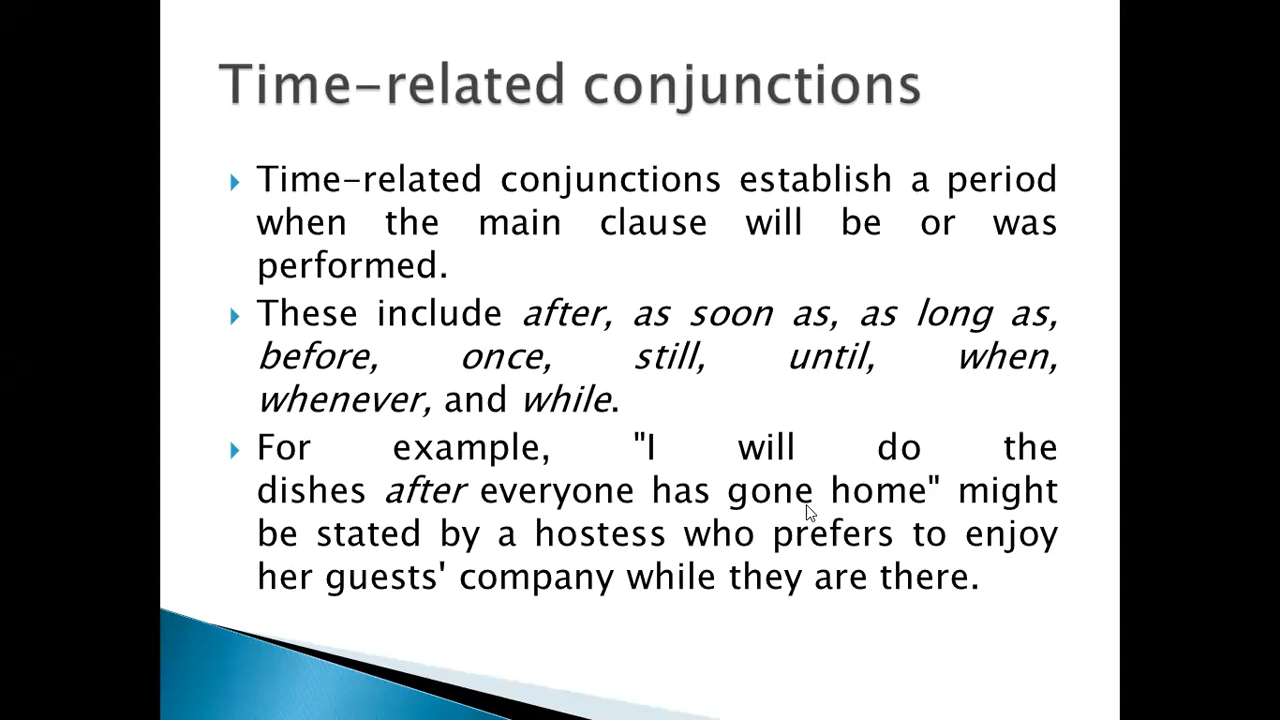 Time-related conjunctions
Time-related conjunctions establish a period
when the main clause will be or was
performed.
These include after, as soon as, as long as,
before, once, still, until, when,
whenever, and while.
For example, "I will do the
dishes after everyone has gone home" might
be stated by a hostess who prefers to enjoy
her guests' company while they are there.